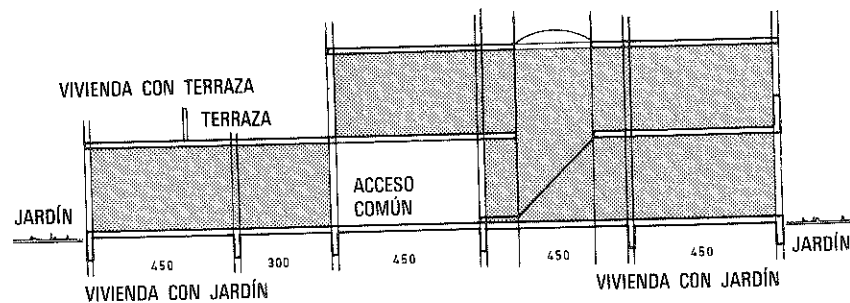 VIVIENDA CON TERRAZA
TERRAZA
ACCESO
COMÚN
JARDÍN
JARDÍN
450
300
450
450
450
VIVIENDA CON JARDÍN
VIVIENDA CON JARDÍN